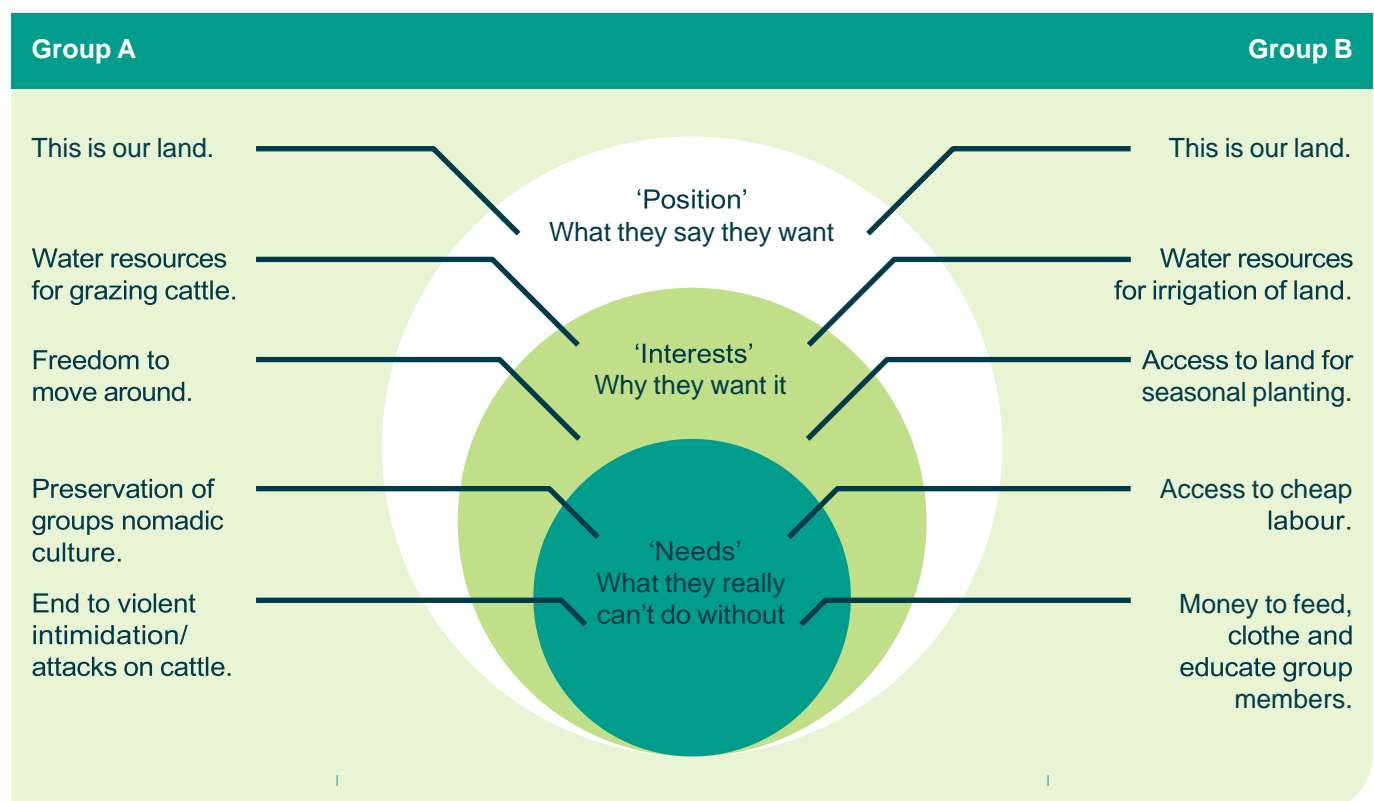 Group A
Group B
This is our land.
Water resources
for grazing cattle.
Freedom to
move around.
Preservation of
groups nomadic
culture.
End to violent
intimidation/
attacks on cattle.
‘Position’
What they say they want
‘Interests’
Why they want it
‘Needs’
What they really
can’t do without
This is our land.
Water resources
for irrigation of land.
Access to land for
seasonal planting.
Access to cheap
labour.
Money to feed,
clothe and
educate group
members.